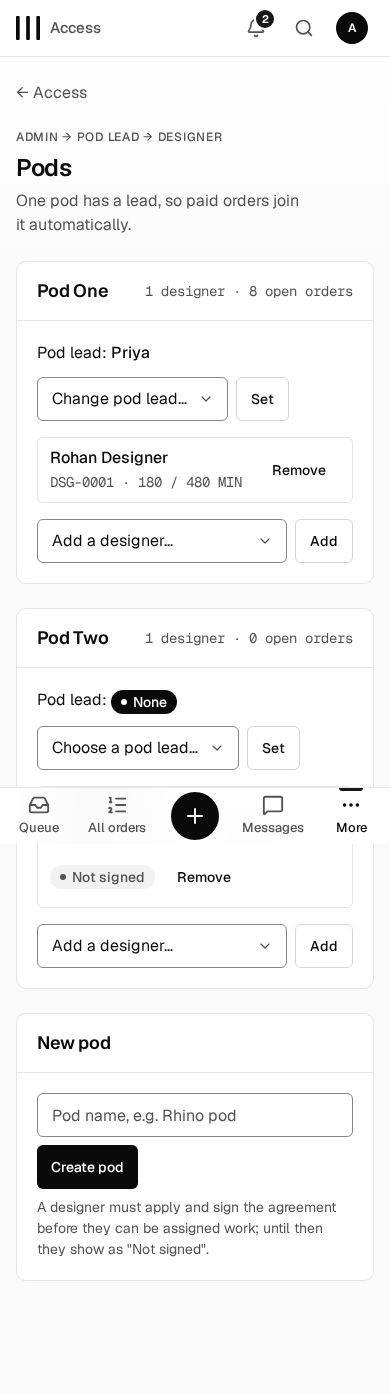 Access
2
A
← Access
ADMIN → POD LEAD → DESIGNER
Pods
One pod has a lead, so paid orders join
it automatically.
Pod One
1 designer · 8 open orders
Pod lead: Priya
Change pod lead...
Set
Rohan Designer
DSG-0001 · 180 / 480 MIN
Remove
Add a designer...
Add
Pod Two
1 designer · 0 open orders
Pod lead: None
Choose a pod lead...
Set
Queue
All orders
Messages
More
Not signed
Remove
Add a designer...
Add
New pod
Pod name, e.g. Rhino pod
Create pod
A designer must apply and sign the agreement
before they can be assigned work; until then
they show as "Not signed".